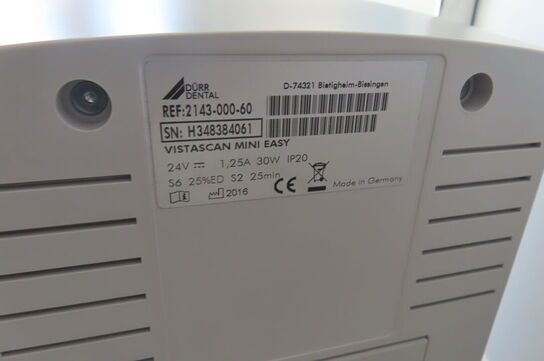 DÜRR
DENTAL
D-74321 Bietigheim-Bissingen
REF:2143-000-60
SN: H348384061
VISTASCAN MINI EASY
24V ⎓ 1,25A 30W IP20
S6 25%ED S2 25min
2016 CE Made in Germany